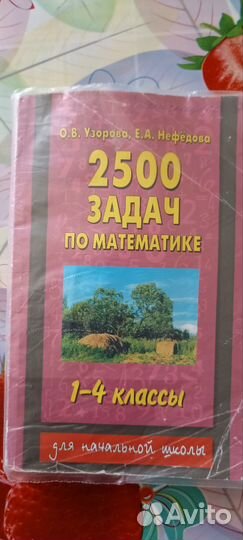 О.В. Узорова, Е.А. Нефёдова
2500
ЗАДАЧ
ПО МАТЕМАТИКЕ
1-4 классы
для начальной школы
Avito